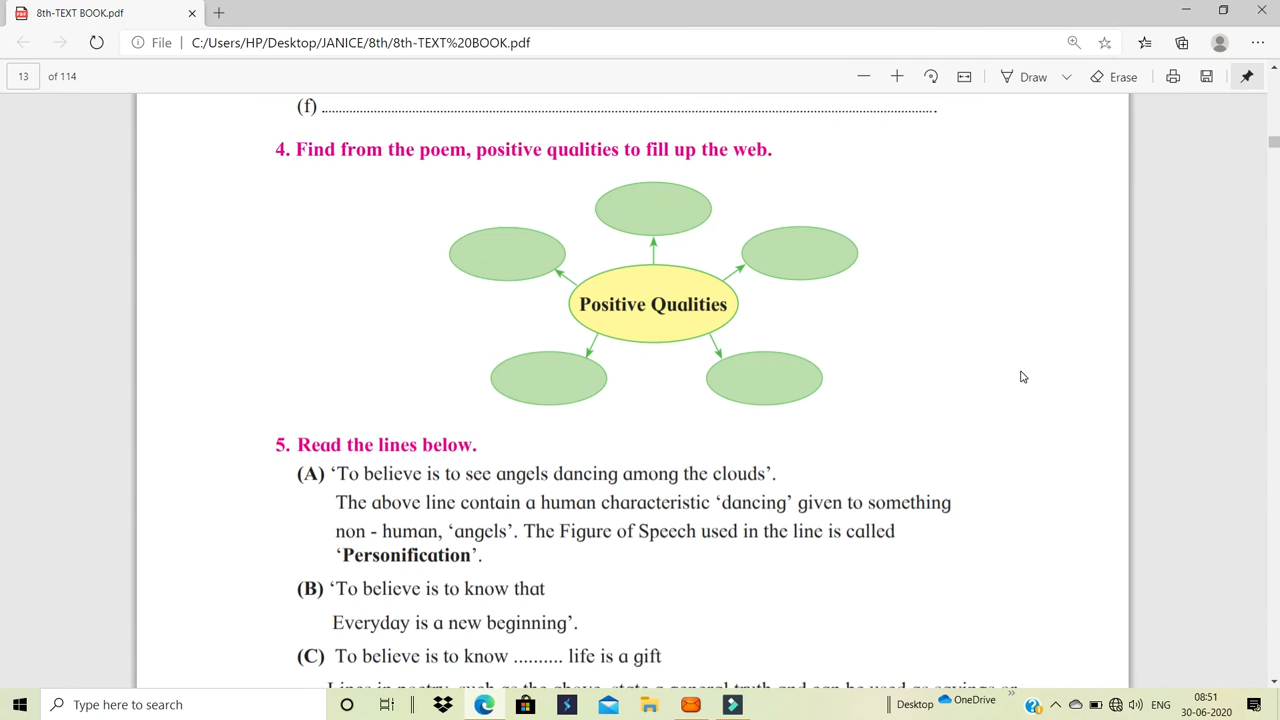 8th-TEXT BOOK.pdf
File
C:/Users/HP/Desktop/JANICE/8th/8th-TEXT%20BOOK.pdf
13 of 114
Draw
Erase
(f) ............................................................................................................................
4. Find from the poem, positive qualities to fill up the web.
Positive Qualities
5. Read the lines below.
(A) ‘To believe is to see angels dancing among the clouds’.
The above line contain a human characteristic ‘dancing’ given to something
non - human, ‘angels’. The Figure of Speech used in the line is called
‘Personification’.
(B) ‘To believe is to know that
Everyday is a new beginning’.
(C) To believe is to know .......... life is a gift
Type here to search
Desktop
OneDrive
ENG
08:51
30-06-2020